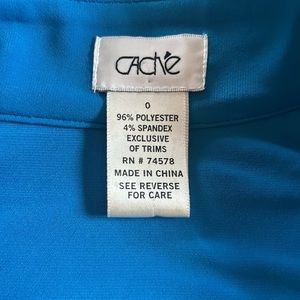 CACHÉ
0
96% POLYESTER
4% SPANDEX
EXCLUSIVE
OF TRIMS
RN # 74578
MADE IN CHINA
SEE REVERSE
FOR CARE